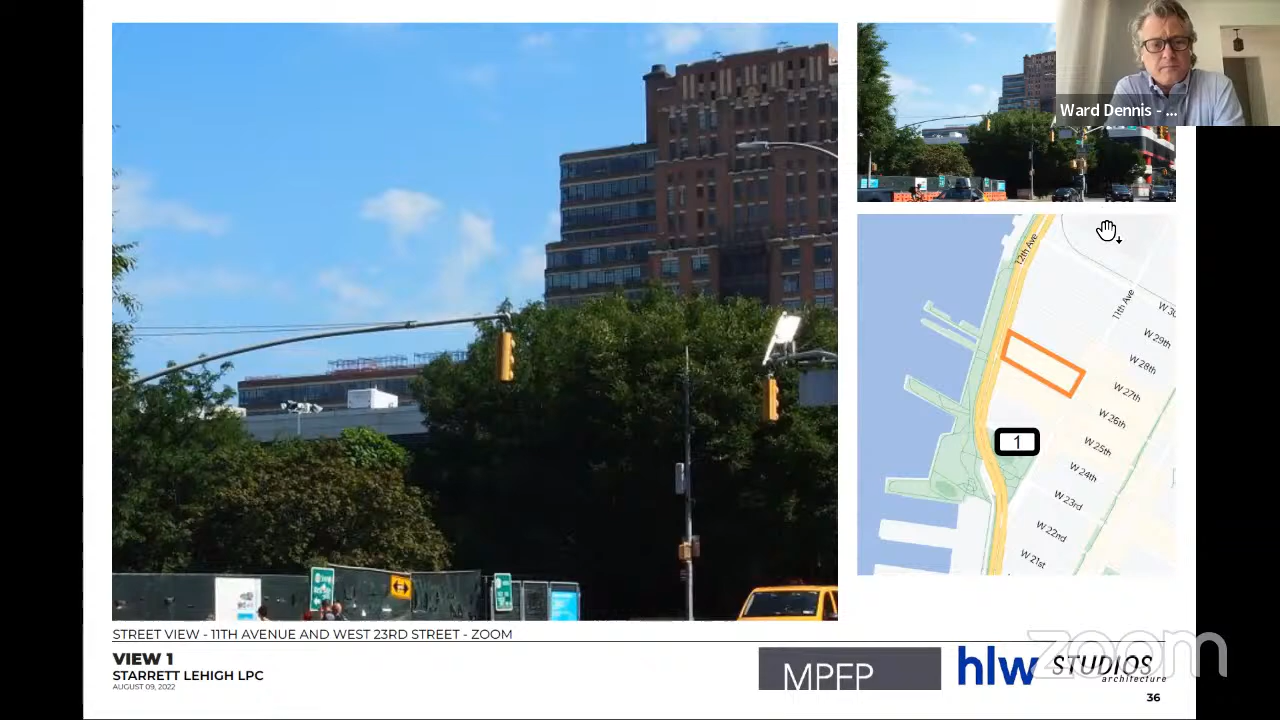 Ward Dennis - ...
12th Ave
11th Ave
W 29th
W 28th
W 27th
W 26th
W 25th
W 24th
W 23rd
W 22nd
W 21st
1
STREET VIEW - 11TH AVENUE AND WEST 23RD STREET - ZOOM
VIEW 1
STARRETT LEHIGH LPC
AUGUST 09, 2022
MPFP
hlw
STUDIOS
architecture
zoom
36